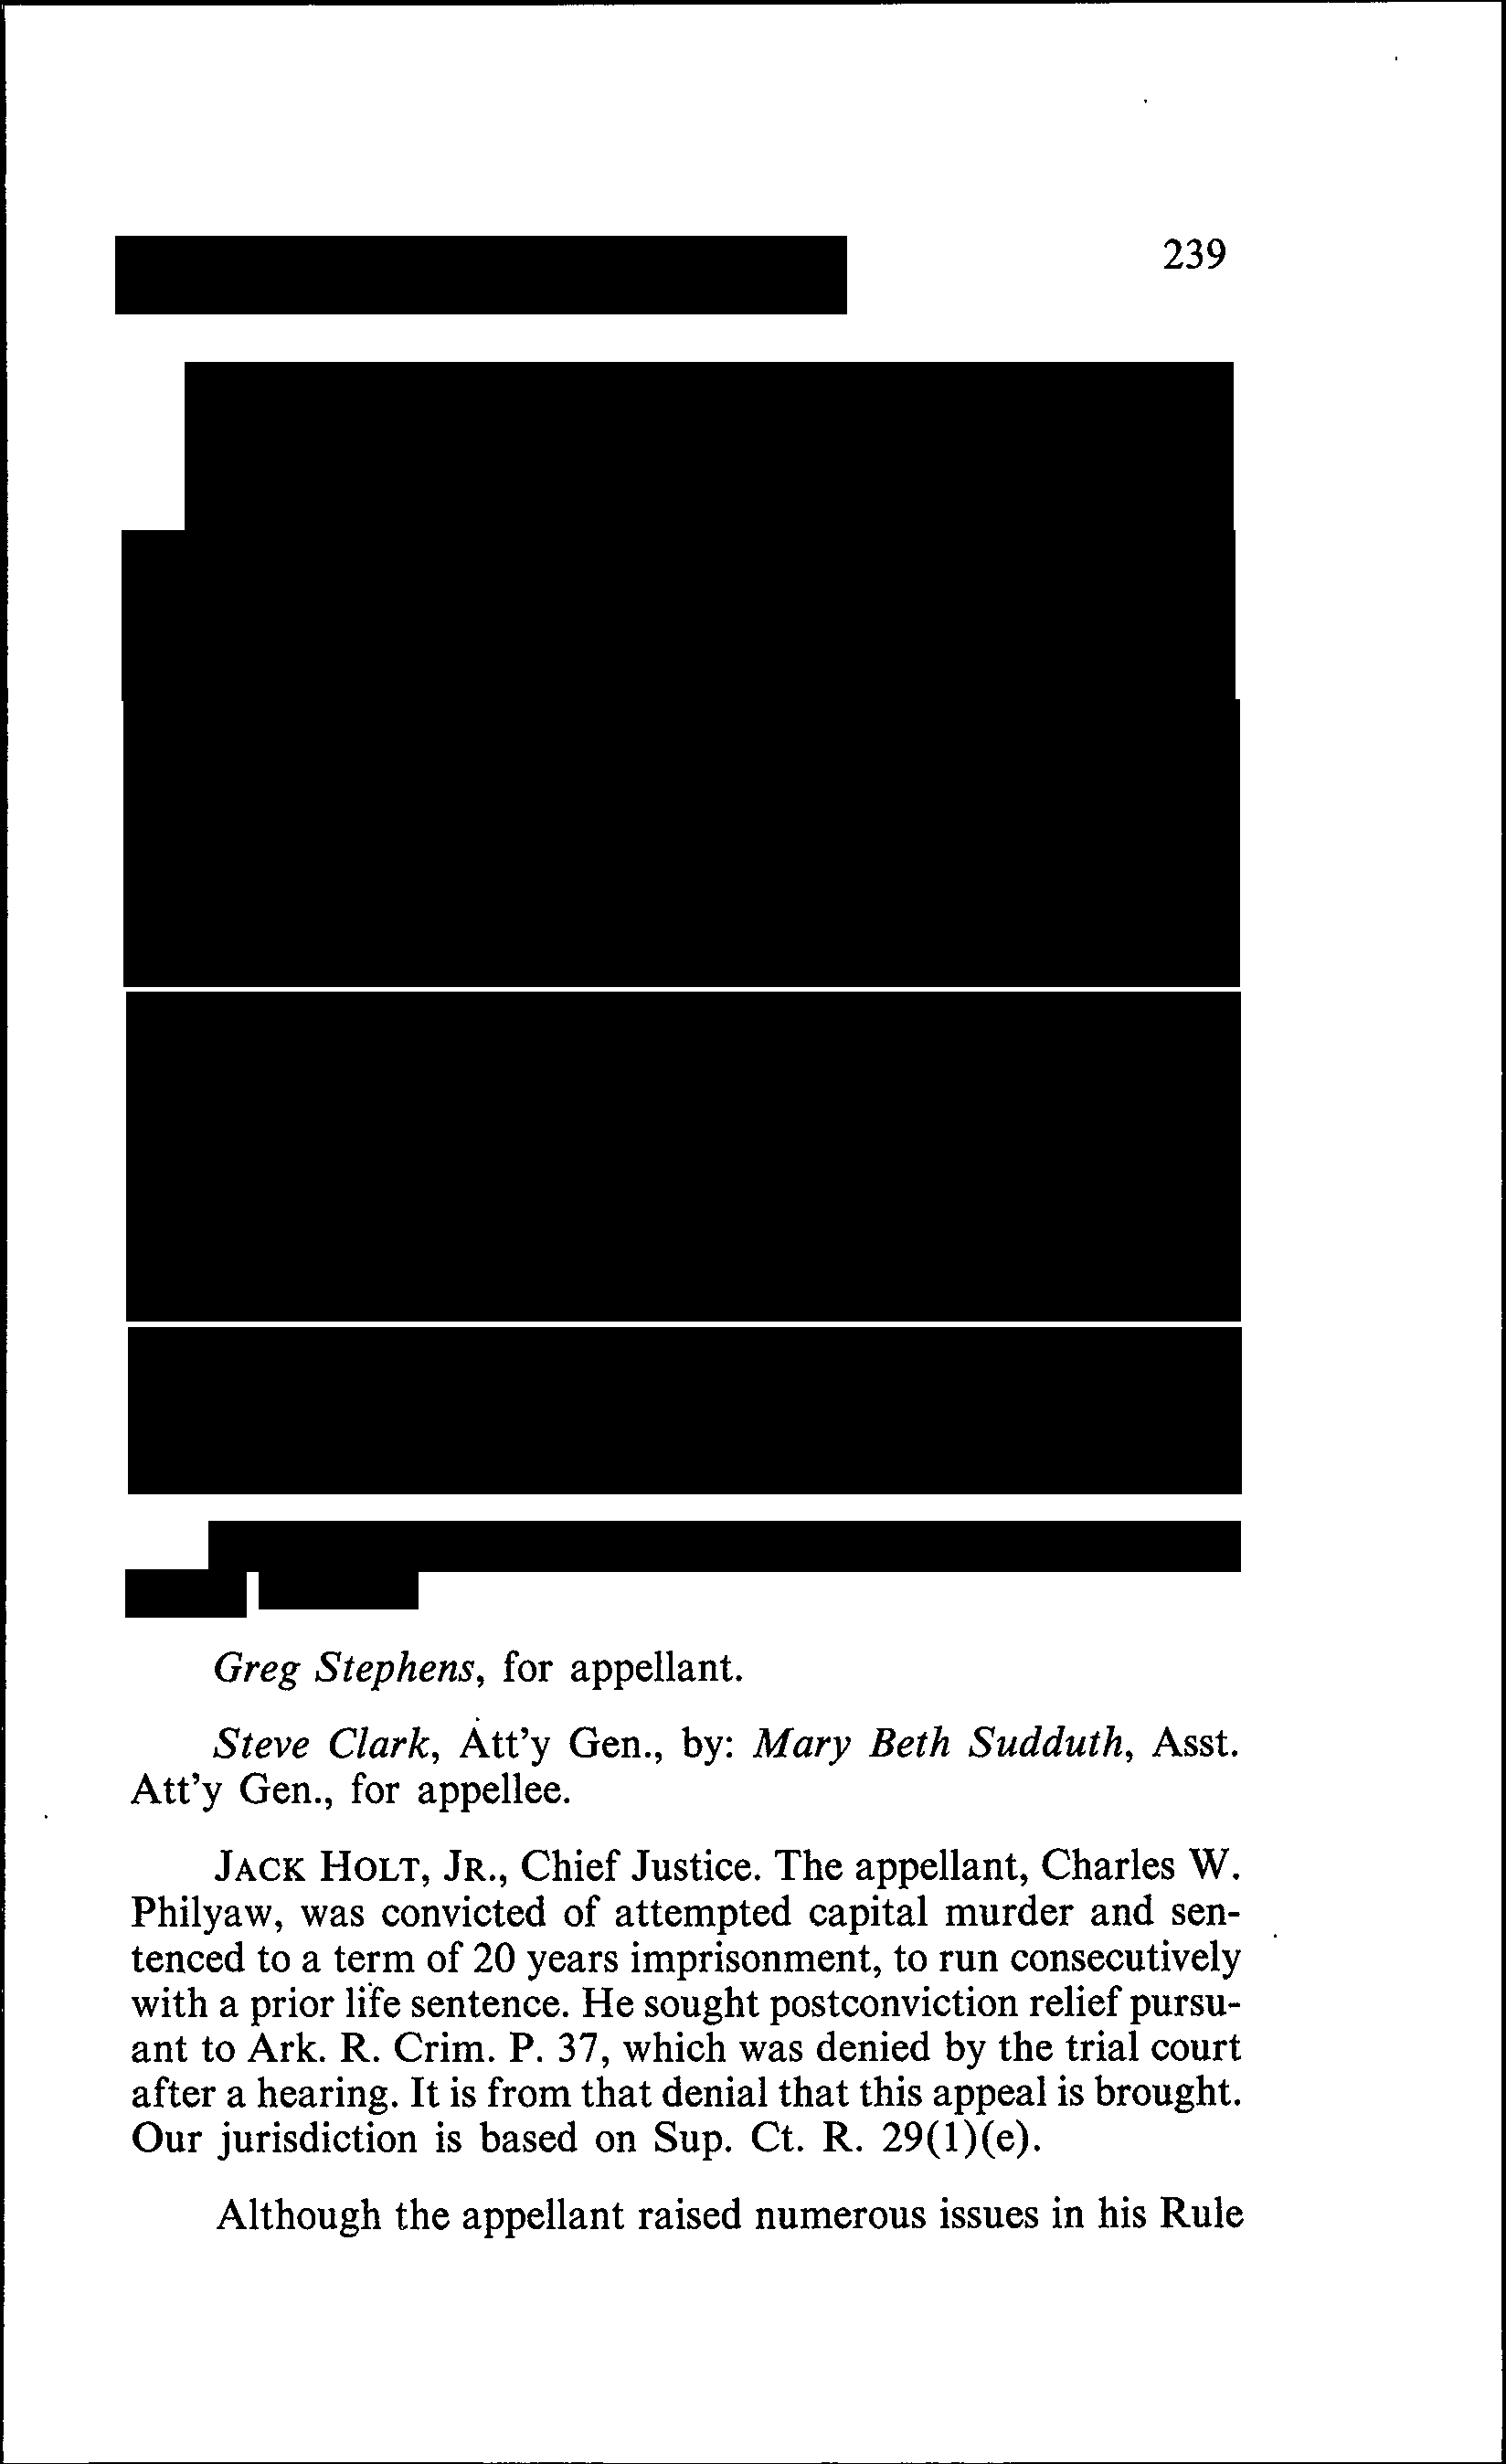 239
Greg Stephens, for appellant.
Steve Clark, Att'y Gen., by: Mary Beth Sudduth, Asst.
Att'y Gen., for appellee.
JACK HOLT, JR., Chief Justice. The appellant, Charles W.
Philyaw, was convicted of attempted capital murder and sen-
tenced to a term of 20 years imprisonment, to run consecutively
with a prior life sentence. He sought postconviction relief pursu-
ant to Ark. R. Crim. P. 37, which was denied by the trial court
after a hearing. It is from that denial that this appeal is brought.
Our jurisdiction is based on Sup. Ct. R. 29(1)(e).
Although the appellant raised numerous issues in his Rule